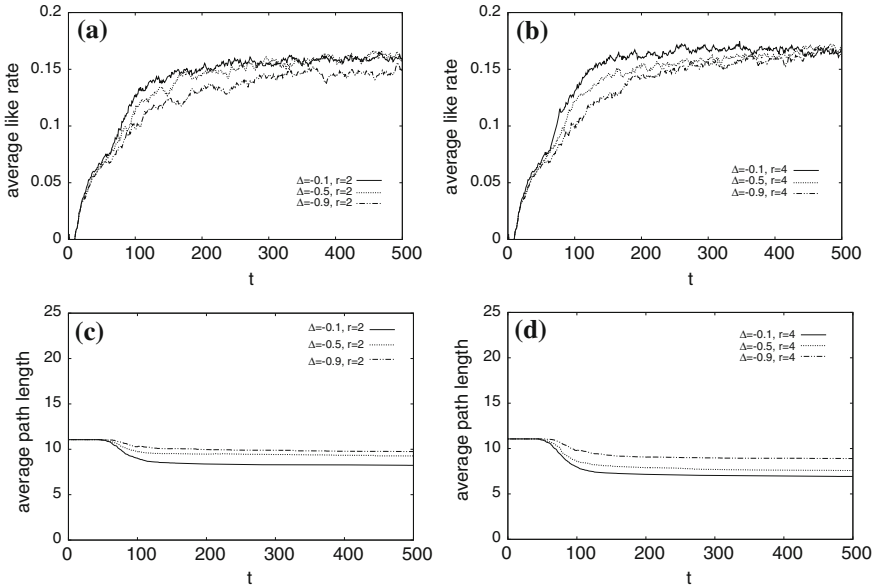 (a)
average like rate
0.2
0.15
0.1
0.05
0
Δ=-0.1, r=2
Δ=-0.5, r=2
Δ=-0.9, r=2
0 100 200 300 400 500
t
(b)
average like rate
0.2
0.15
0.1
0.05
0
Δ=-0.1, r=4
Δ=-0.5, r=4
Δ=-0.9, r=4
0 100 200 300 400 500
t
(c)
average path length
25
20
15
10
5
0
Δ=-0.1, r=2
Δ=-0.5, r=2
Δ=-0.9, r=2
0 100 200 300 400 500
t
(d)
average path length
25
20
15
10
5
0
Δ=-0.1, r=4
Δ=-0.5, r=4
Δ=-0.9, r=4
0 100 200 300 400 500
t